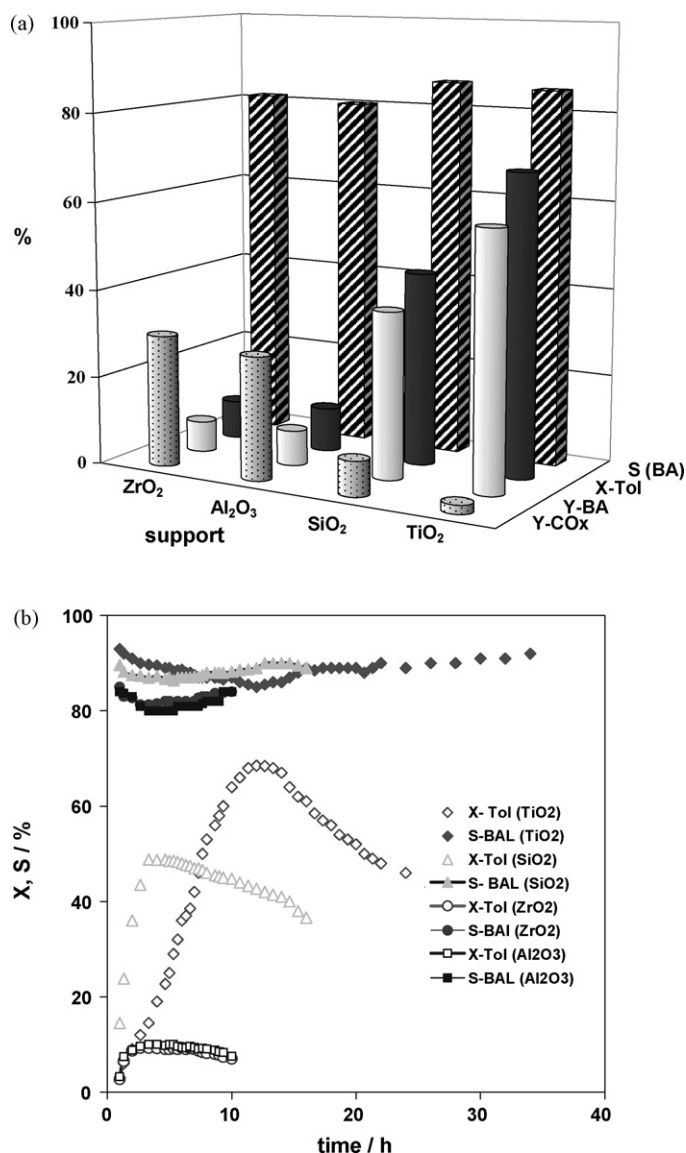 (a)
100
80
60
%
40
20
0
ZrO₂
Al₂O₃
SiO₂
TiO₂
support
S (BA)
X-Tol
Y-BA
Y-COx
(b)
100
80
60
40
20
0
X, S / %
X- Tol (TiO2)
S-BAL (TiO2)
X-Tol (SiO2)
S- BAL (SiO2)
X-Tol (ZrO2)
S-BAl (ZrO2)
X-Tol (Al2O3)
S-BAL (Al2O3)
0 10 20 30 40
time / h